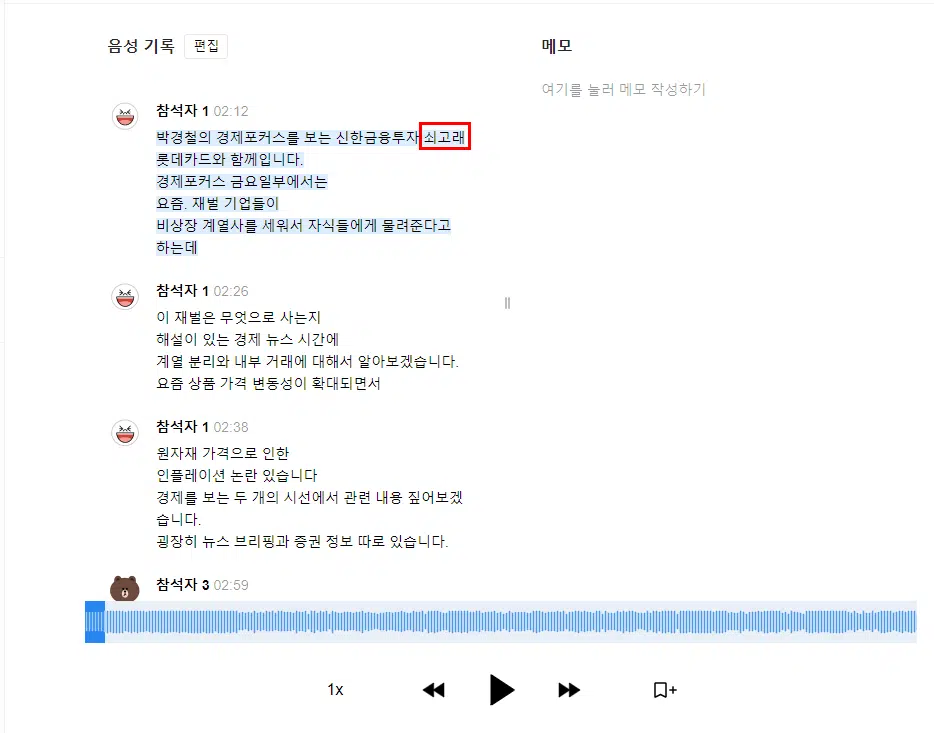 음성 기록 편집
메모
여기를 눌러 메모 작성하기
참석자 1 02:12
박경철의 경제포커스를 보는 신한금융투자 쇠고래
롯데카드와 함께입니다.
경제포커스 금요일부에서는
요즘. 재벌 기업들이
비상장 계열사를 세워서 자식들에게 물려준다고
하는데
참석자 1 02:26
이 재벌은 무엇으로 사는지
해설이 있는 경제 뉴스 시간에
계열 분리와 내부 거래에 대해서 알아보겠습니다.
요즘 상품 가격 변동성이 확대되면서
참석자 1 02:38
원자재 가격으로 인한
인플레이션 논란 있습니다
경제를 보는 두 개의 시선에서 관련 내용 짚어보겠
습니다.
굉장히 뉴스 브리핑과 증권 정보 따로 있습니다.
참석자 3 02:59
1x